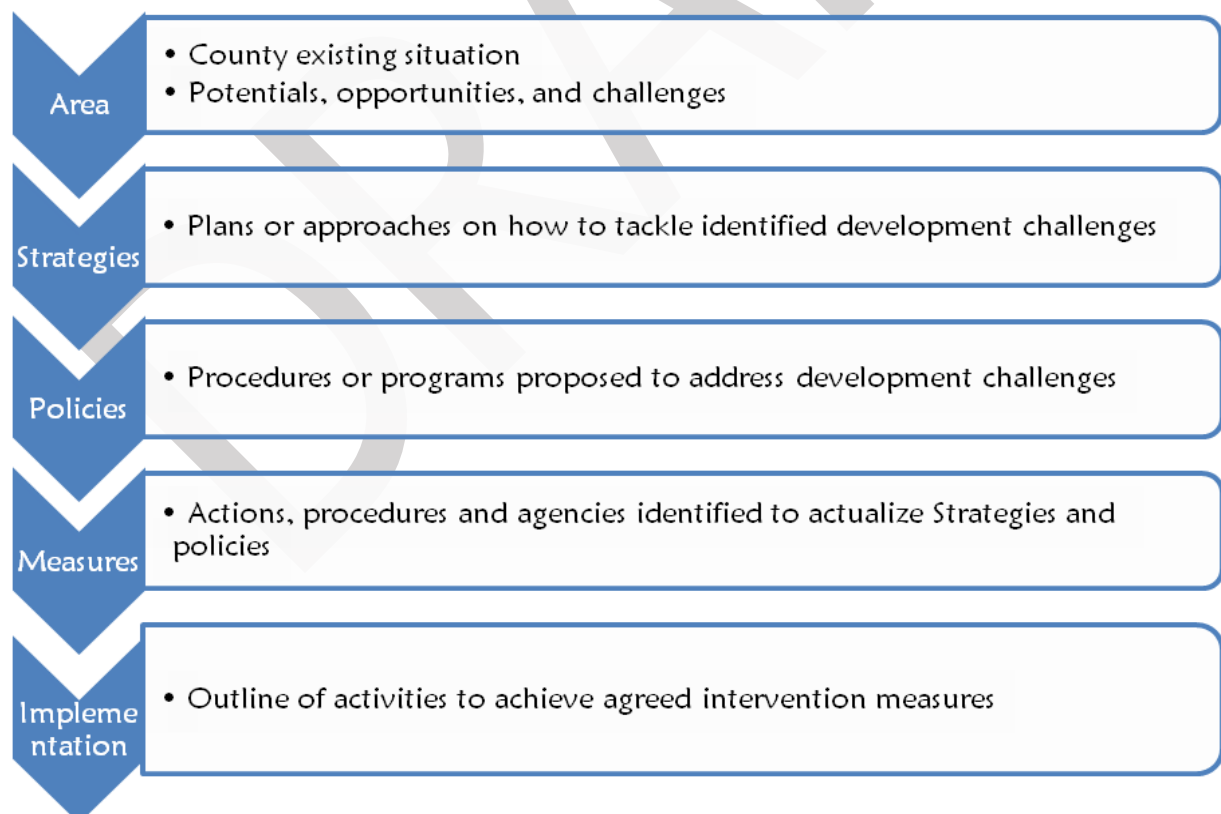 Area
• County existing situation
• Potentials, opportunities, and challenges
Strategies
• Plans or approaches on how to tackle identified development challenges
Policies
• Procedures or programs proposed to address development challenges
Measures
• Actions, procedures and agencies identified to actualize Strategies and
policies
Impleme
ntation
• Outline of activities to achieve agreed intervention measures